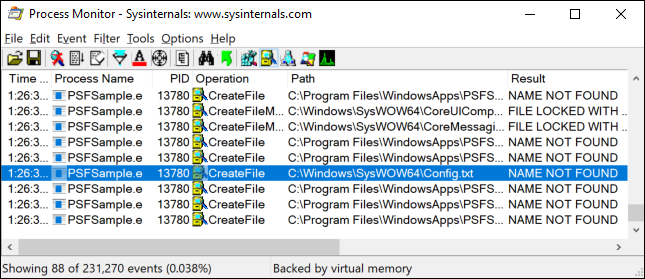 Process Monitor - Sysinternals: www.sysinternals.com
File Edit Event Filter Tools Options Help
Time ... Process Name PID Operation Path Result
1:26:3... PSFSample.e 13780 CreateFile C:\Program Files\WindowsApps\PSFS... NAME NOT FOUND
1:26:3... PSFSample.e 13780 CreateFileM... C:\Windows\SysWOW64\CoreUIComp... FILE LOCKED WITH ...
1:26:3... PSFSample.e 13780 CreateFileM... C:\Windows\SysWOW64\CoreMessagi... FILE LOCKED WITH ...
1:26:3... PSFSample.e 13780 CreateFile C:\Program Files\WindowsApps\PSFS... NAME NOT FOUND
1:26:3... PSFSample.e 13780 CreateFile C:\Program Files\WindowsApps\PSFS... NAME NOT FOUND
1:26:3... PSFSample.e 13780 CreateFile C:\Windows\SysWOW64\Config.txt NAME NOT FOUND
1:26:3... PSFSample.e 13780 CreateFile C:\Program Files\WindowsApps\PSFS... NAME NOT FOUND
1:26:3... PSFSample.e 13780 CreateFile C:\Program Files\WindowsApps\PSFS... NAME NOT FOUND
1:26:3... PSFSample.e 13780 CreateFile C:\Program Files\WindowsApps\PSFS... NAME NOT FOUND
Showing 88 of 231,270 events (0.038%) Backed by virtual memory